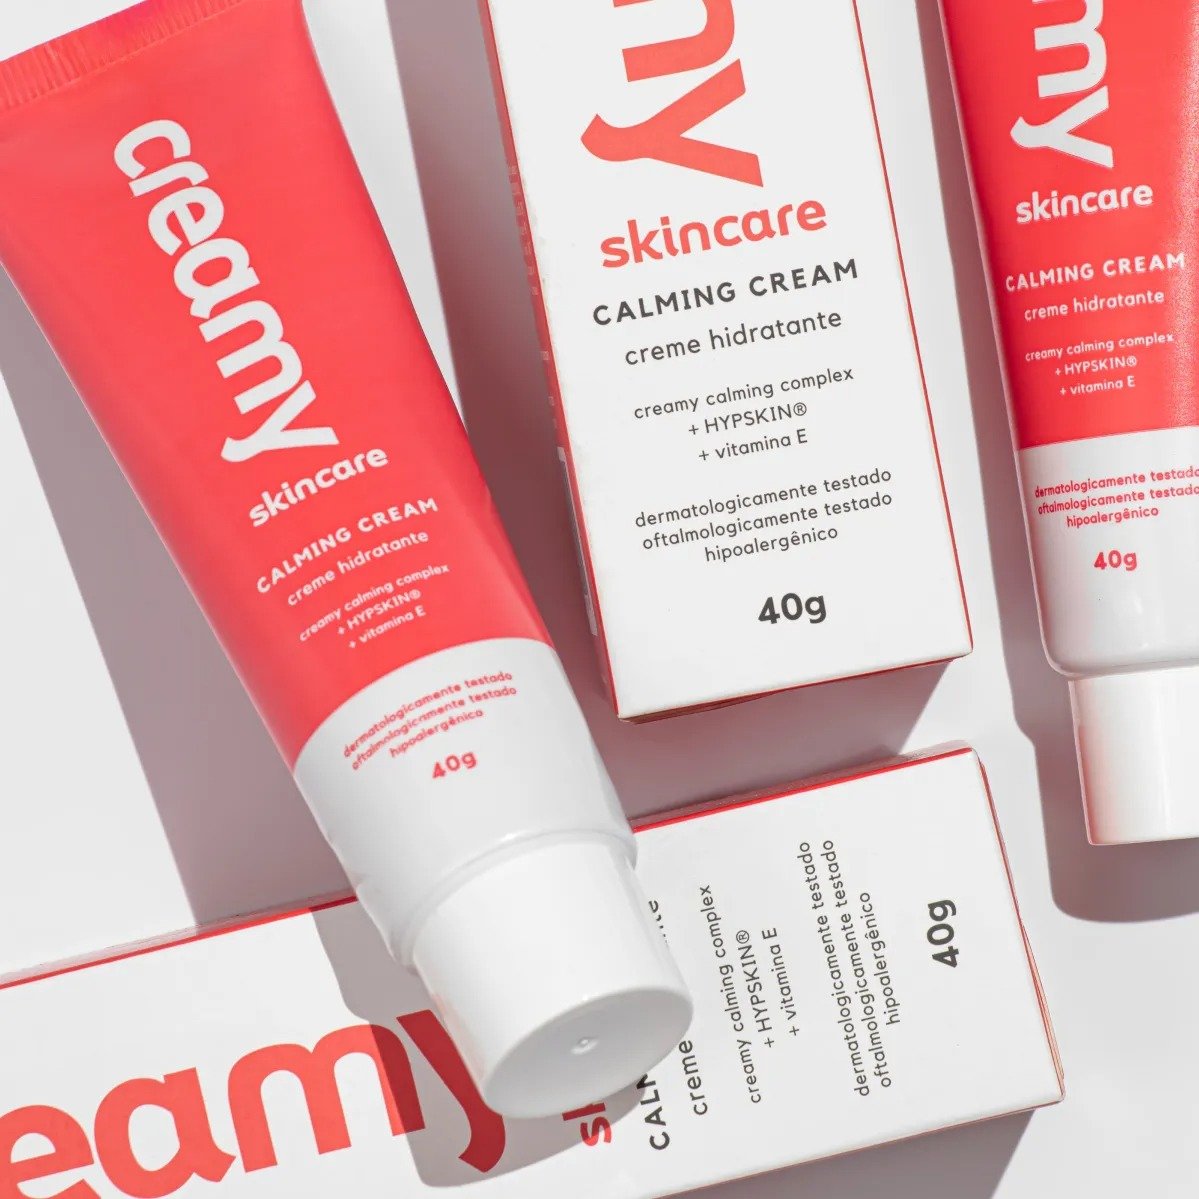 creamy
skincare
CALMING CREAM
creme hidratante
creamy calming complex
+ HYPSKIN®
+ vitamina E
dermatologicamente testado
oftalmologicamente testado
hipoalergênico
40g
my
skincare
CALMING CREAM
creme hidratante
creamy calming complex
+ HYPSKIN®
+ vitamina E
dermatologicamente testado
oftalmologicamente testado
hipoalergênico
40g
my
skincare
CALMING CREAM
creme hidratante
creamy calming complex
+ HYPSKIN®
+ vitamina E
dermatologicamente testado
oftalmologicamente testado
hipoalergênico
40g
eamy
creme
creamy calming complex
+ HYPSKIN®
+ vitamina E
dermatologicamente testado
oftalmologicamente testado
hipoalergênico
40g